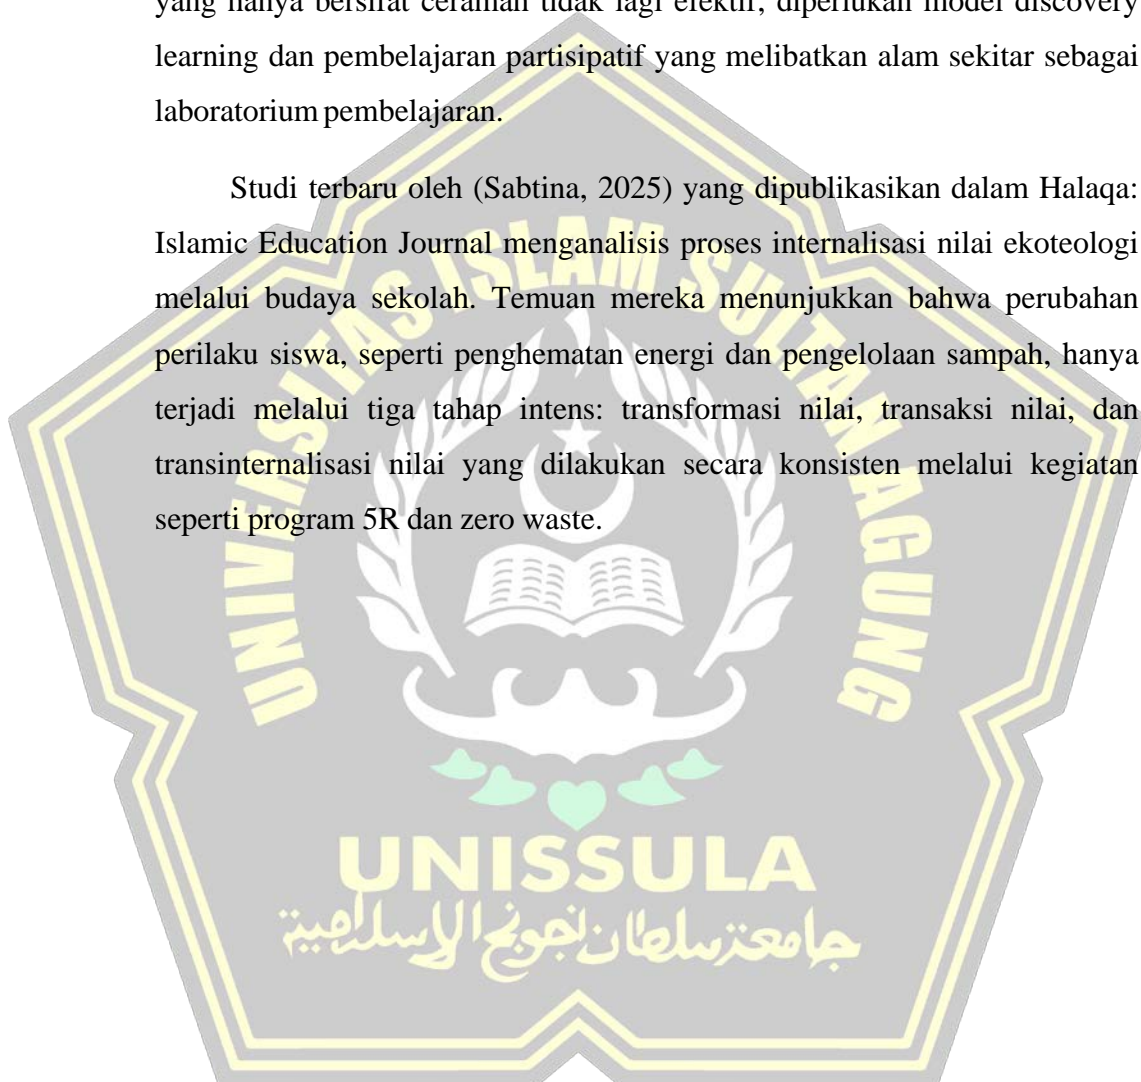 yang hanya bersifat ceramah tidak lagi efektif, diperlukan model discovery
learning dan pembelajaran partisipatif yang melibatkan alam sekitar sebagai
laboratorium pembelajaran.
Studi terbaru oleh (Sabtina, 2025) yang dipublikasikan dalam Halaqa:
Islamic Education Journal menganalisis proses internalisasi nilai ekoteologi
melalui budaya sekolah. Temuan mereka menunjukkan bahwa perubahan
perilaku siswa, seperti penghematan energi dan pengelolaan sampah, hanya
terjadi melalui tiga tahap intens: transformasi nilai, transaksi nilai, dan
transinternalisasi nilai yang dilakukan secara konsisten melalui kegiatan
seperti program 5R dan zero waste.
UNIVERSITAS ISLAM SULTAN AGUNG
UNISSULA
جامعة سلطان أجونج الإسلامية